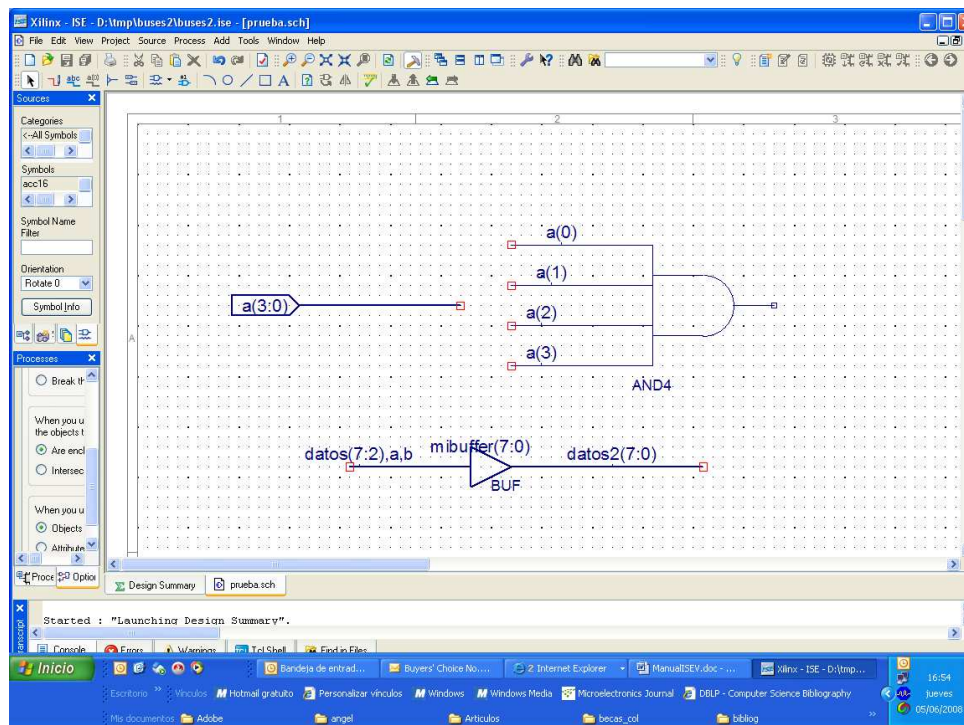 Xilinx - ISE - D:\tmp\buses2\buses2.ise - [prueba.sch]
File Edit View Project Source Process Add Tools Window Help
Sources
Categories
<--All Symbols
Symbols
acc16
Symbol Name
Filter
Orientation
Rotate 0
Symbol Info
Processes
Break th
When you u
the objects t
Are encl
Intersec
When you u
Objects
Attribute
Proce
Optior
1
2
3
A
a(0)
a(1)
a(3:0)
a(2)
a(3)
AND4
datos(7:2),a,b
mibuffer(7:0)
datos2(7:0)
BUF
Design Summary
prueba.sch
Started : "Launching Design Summary".
Console
Errors
Warnings
Tcl Shell
Find in Files
Inicio
Bandeja de entrad...
Buyers' Choice No....
2 Internet Explorer
ManualISEV.doc - ...
Xilinx - ISE - D:\tmp...
16:54
Escritorio
Vínculos
Hotmail gratuito
Personalizar vínculos
Windows
Windows Media
Microelectronics Journal
DBLP - Computer Science Bibliography
jueves
Mis documentos
Adobe
angel
Articulos
becas_col
bibliog
05/06/2008